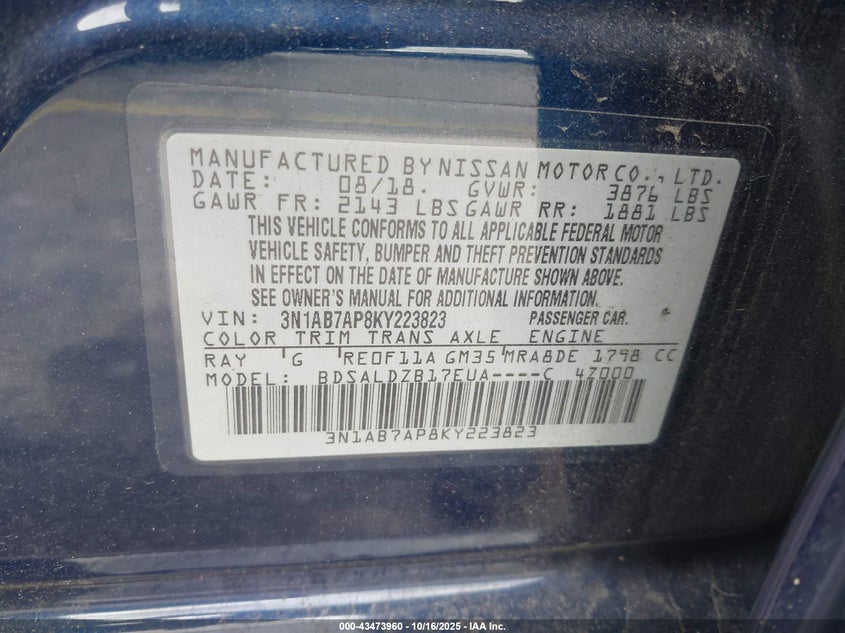 MANUFACTURED BY NISSAN MOTOR CO., LTD.
DATE: 08/18. GVWR: 3876 LBS
GAWR FR: 2143 LBS GAWR RR: 1881 LBS
THIS VEHICLE CONFORMS TO ALL APPLICABLE FEDERAL MOTOR
VEHICLE SAFETY, BUMPER AND THEFT PREVENTION STANDARDS
IN EFFECT ON THE DATE OF MANUFACTURE SHOWN ABOVE.
SEE OWNER'S MANUAL FOR ADDITIONAL INFORMATION.
VIN: 3N1AB7AP8KY223823 PASSENGER CAR.
COLOR TRIM TRANS AXLE ENGINE
RAY G RE0F11A GM35 MRA8DE 1798 CC
MODEL: BDSALDZB17EUA----C 4Z000
3N1AB7AP8KY223823
000-43473960 - 10/16/2025 - IAA Inc.